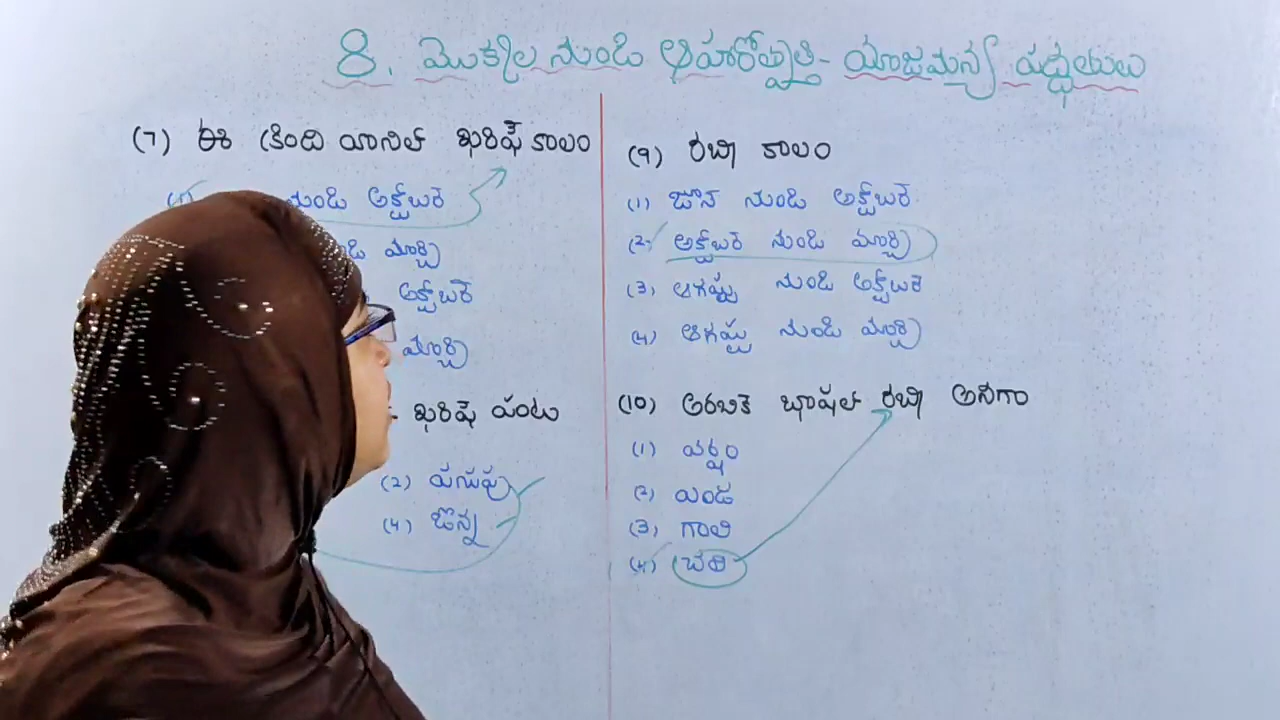 8. మొక్కల నుండి ఆహారోత్పత్తి - యాజమన్య పద్ధతులు
(7) ఈ క్రింది యానిలో ఖరిఫ్ కాలం
నుండి అక్టోబర్
డి మార్చి
అక్టోబర్
మార్చి
ఖరిఫ్ పంట
(2) పసుపు
(4) జొన్న
(9) రబీ కాలం
(1) జూన్ నుండి అక్టోబర్
(2) అక్టోబర్ నుండి మార్చి
(3) ఆగష్టు నుండి అక్టోబర్
(4) ఆగష్టు నుండి మార్చి
(10) అరబిక్ భాషలో రబీ అనగా
(1) వర్షం
(2) యెండ
(3) గాలి
(4) చలి